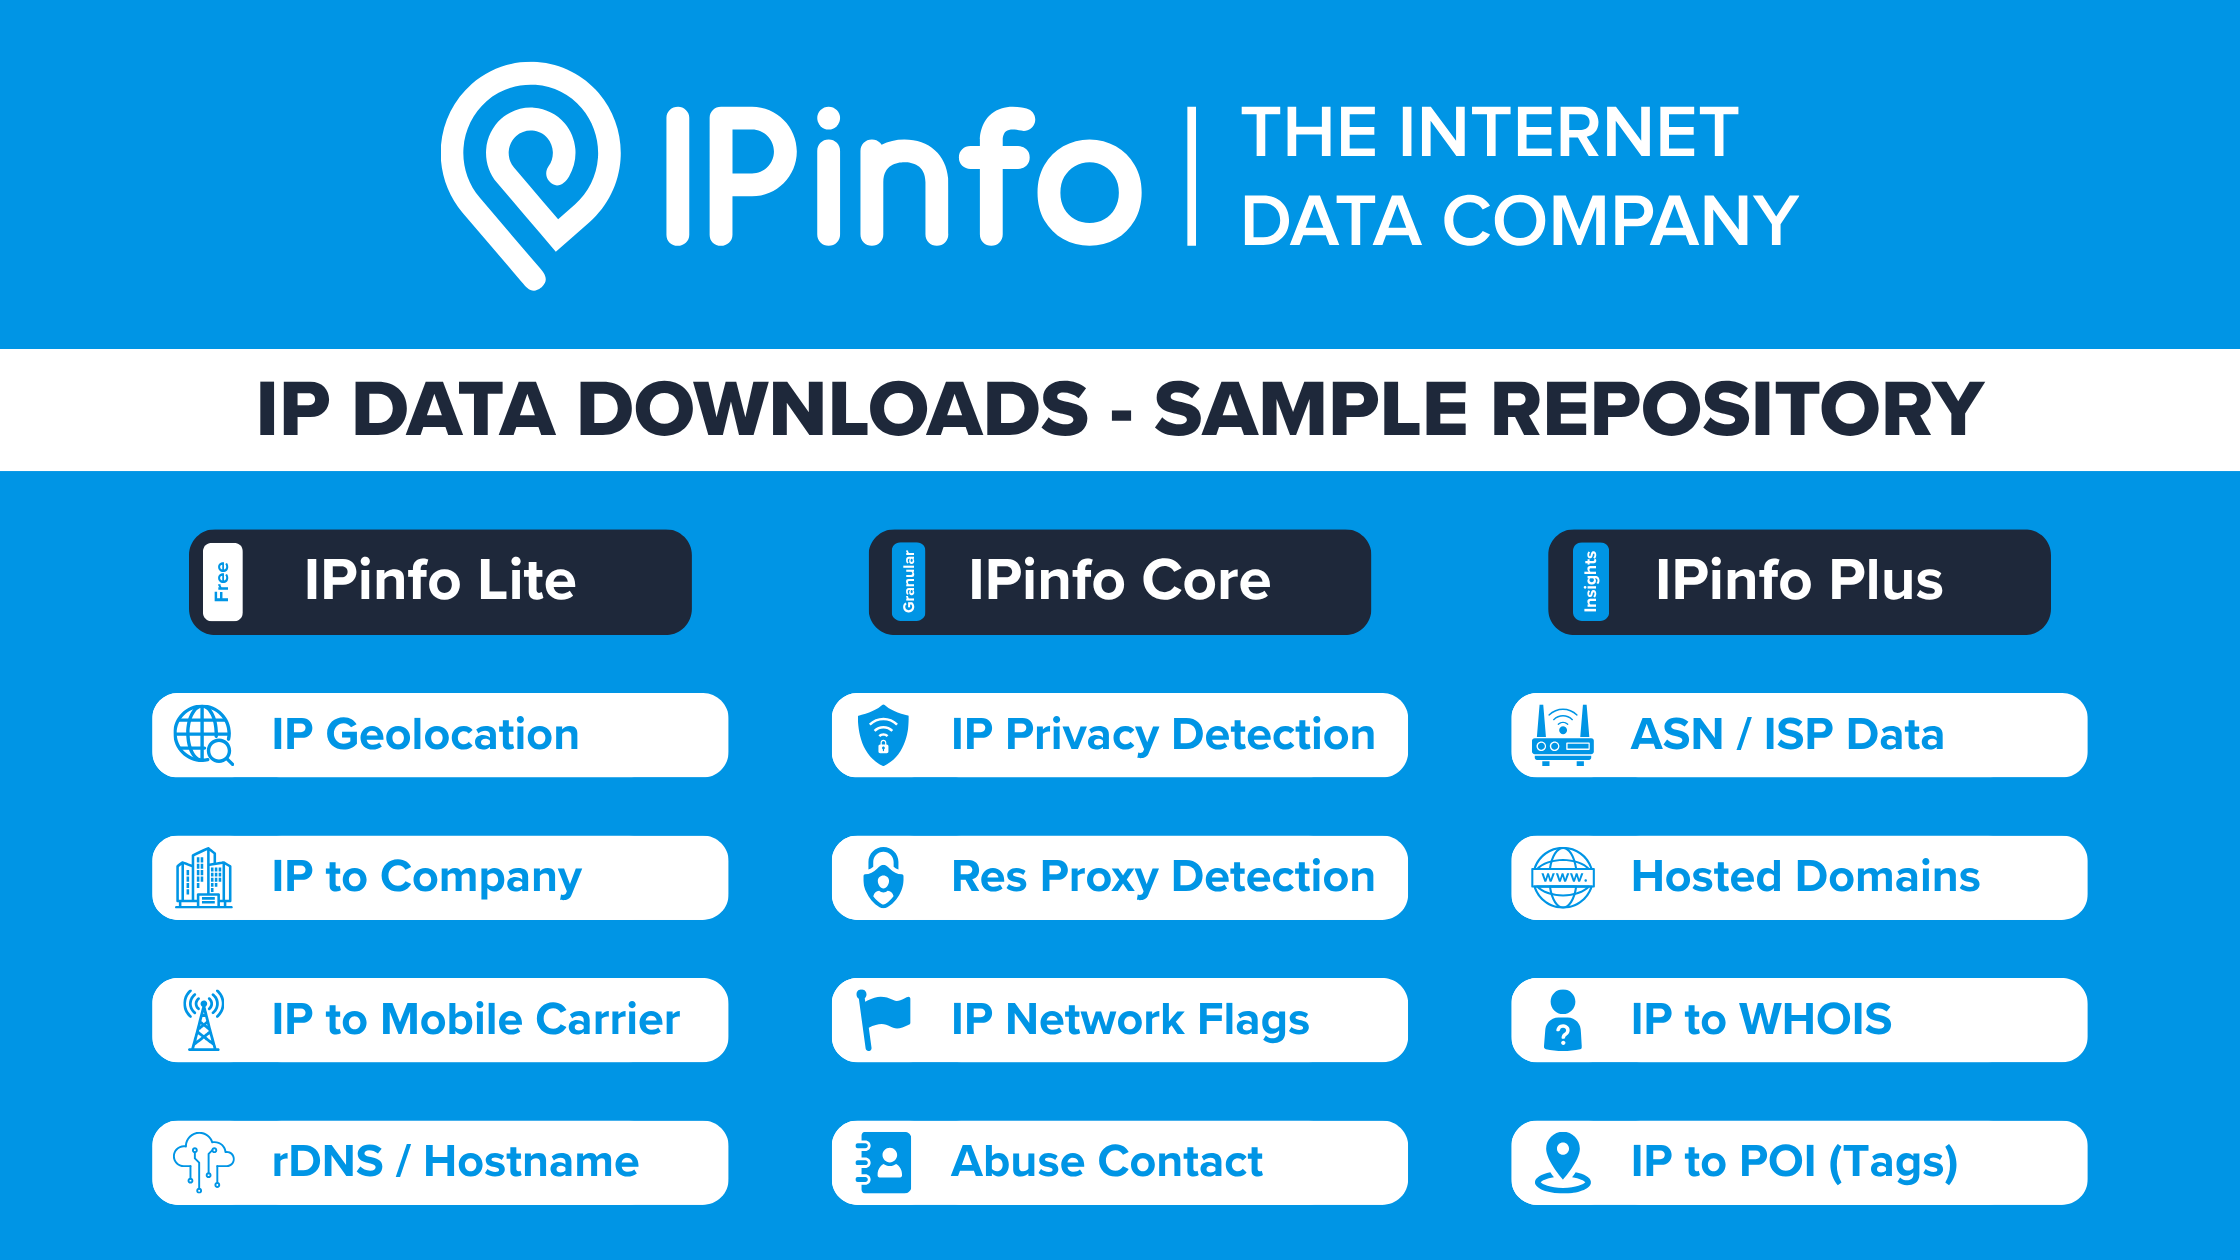 IPinfo
THE INTERNET
DATA COMPANY
IP DATA DOWNLOADS - SAMPLE REPOSITORY
Free
IPinfo Lite
Granular
IPinfo Core
Insights
IPinfo Plus
IP Geolocation
IP Privacy Detection
ASN / ISP Data
IP to Company
Res Proxy Detection
www.
Hosted Domains
IP to Mobile Carrier
IP Network Flags
?
IP to WHOIS
rDNS / Hostname
Abuse Contact
IP to POI (Tags)